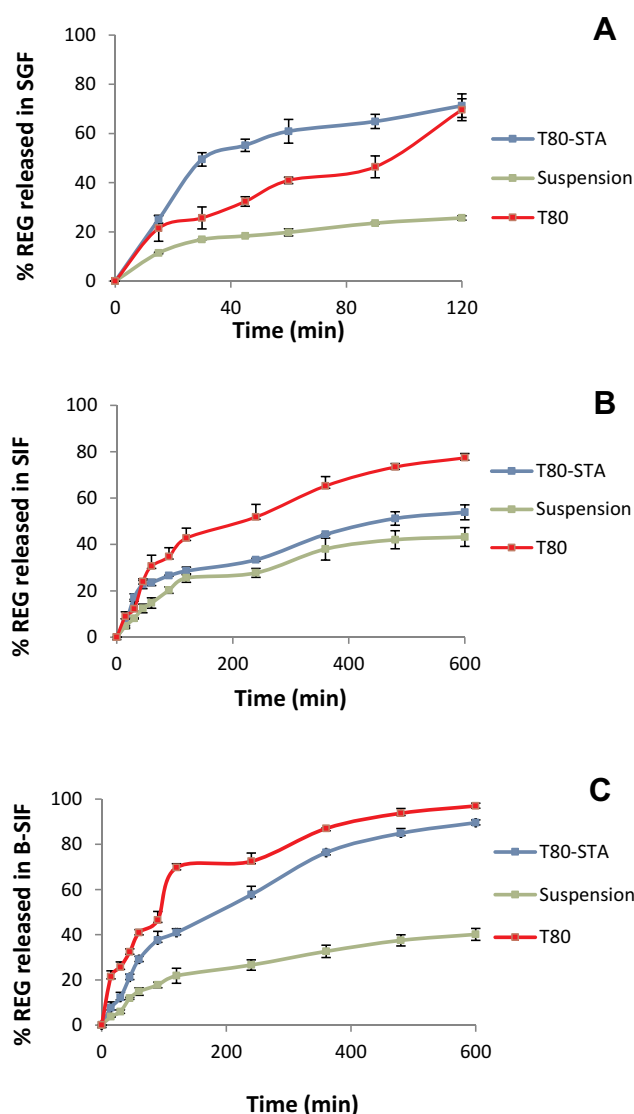 A
% REG released in SGF
100
80
60
40
20
0
0 40 80 120
Time (min)
T80-STA
Suspension
T80
B
% REG released in SIF
100
80
60
40
20
0
0 200 400 600
Time (min)
T80-STA
Suspension
T80
C
% REG released in B-SIF
100
80
60
40
20
0
0 200 400 600
Time (min)
T80-STA
Suspension
T80